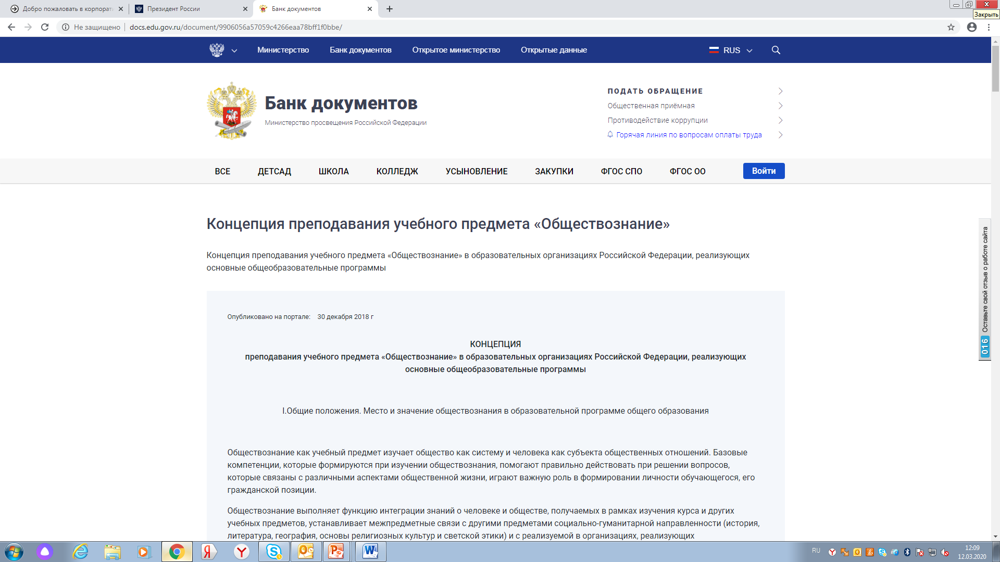 Добро пожаловать в корпорати
Президент России
Банк документов
Закрыть
Не защищено
docs.edu.gov.ru/document/9906056a57059c4266eaa78bff1f0bbe/
Министерство
Банк документов
Открытое министерство
Открытые данные
RUS
Банк документов
Министерство просвещения Российской Федерации
ПОДАТЬ ОБРАЩЕНИЕ
Общественная приёмная
Противодействие коррупции
Горячая линия по вопросам оплаты труда
ВСЕ
ДЕТСАД
ШКОЛА
КОЛЛЕДЖ
УСЫНОВЛЕНИЕ
ЗАКУПКИ
ФГОС СПО
ФГОС ОО
Войти
Концепция преподавания учебного предмета «Обществознание»
Концепция преподавания учебного предмета «Обществознание» в образовательных организациях Российской Федерации, реализующих
основные общеобразовательные программы
Оставьте свой отзыв о работе сайта
016
Опубликовано на портале: 30 декабря 2018 г
КОНЦЕПЦИЯ
преподавания учебного предмета «Обществознание» в образовательных организациях Российской Федерации, реализующих
основные общеобразовательные программы
I.Общие положения. Место и значение обществознания в образовательной программе общего образования
Обществознание как учебный предмет изучает общество как систему и человека как субъекта общественных отношений. Базовые
компетенции, которые формируются при изучении обществознания, помогают правильно действовать при решении вопросов,
которые связаны с различными аспектами общественной жизни, играют важную роль в формировании личности обучающегося, его
гражданской позиции.
Обществознание выполняет функцию интеграции знаний о человеке и обществе, получаемых в рамках изучения курса и других
учебных предметов, устанавливает межпредметные связи с другими предметами социально-гуманитарной направленности (история,
литература, география, основы религиозных культур и светской этики) и с реализуемой в организациях, реализующих
RU
12:09
12.03.2020